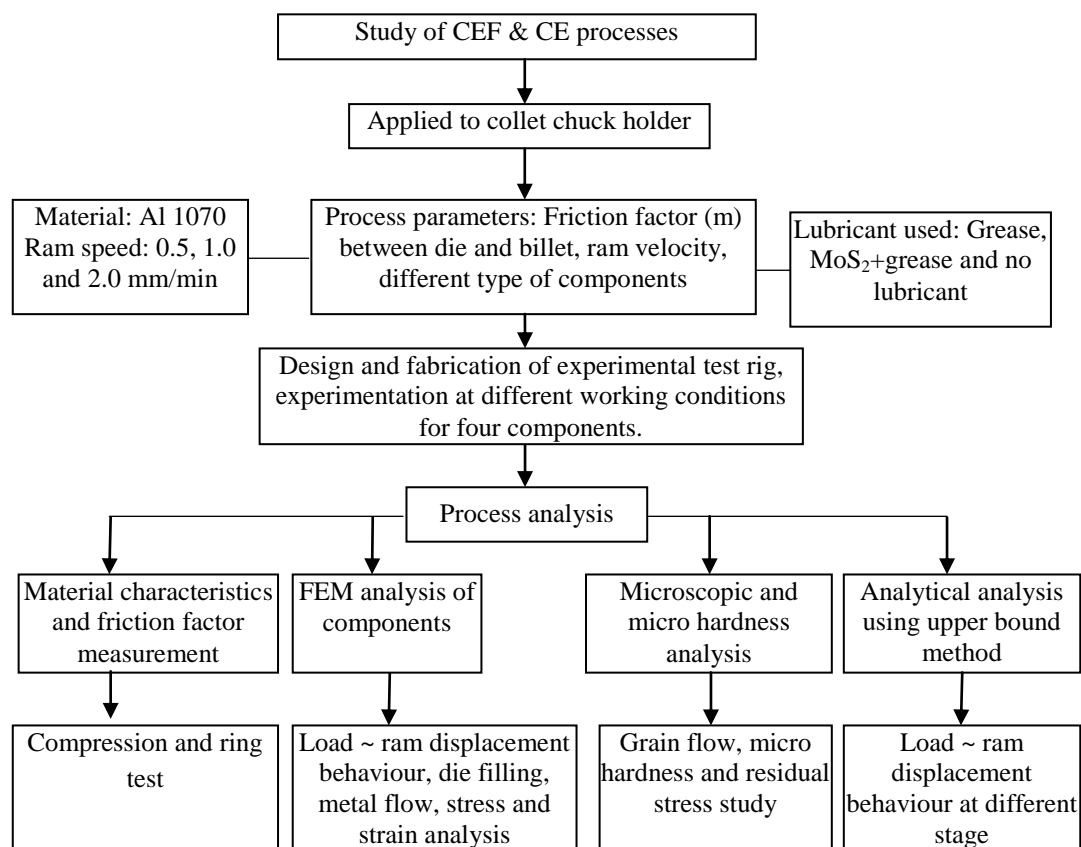 Study of CEF & CE processes
Applied to collet chuck holder
Material: Al 1070
Ram speed: 0.5, 1.0
and 2.0 mm/min
Process parameters: Friction factor (m)
between die and billet, ram velocity,
different type of components
Lubricant used: Grease,
MoS₂+grease and no
lubricant
Design and fabrication of experimental test rig,
experimentation at different working conditions
for four components.
Process analysis
Material characteristics
and friction factor
measurement
FEM analysis of
components
Microscopic and
micro hardness
analysis
Analytical analysis
using upper bound
method
Compression and ring
test
Load ~ ram displacement
behaviour, die filling,
metal flow, stress and
strain analysis
Grain flow, micro
hardness and residual
stress study
Load ~ ram
displacement
behaviour at different
stage